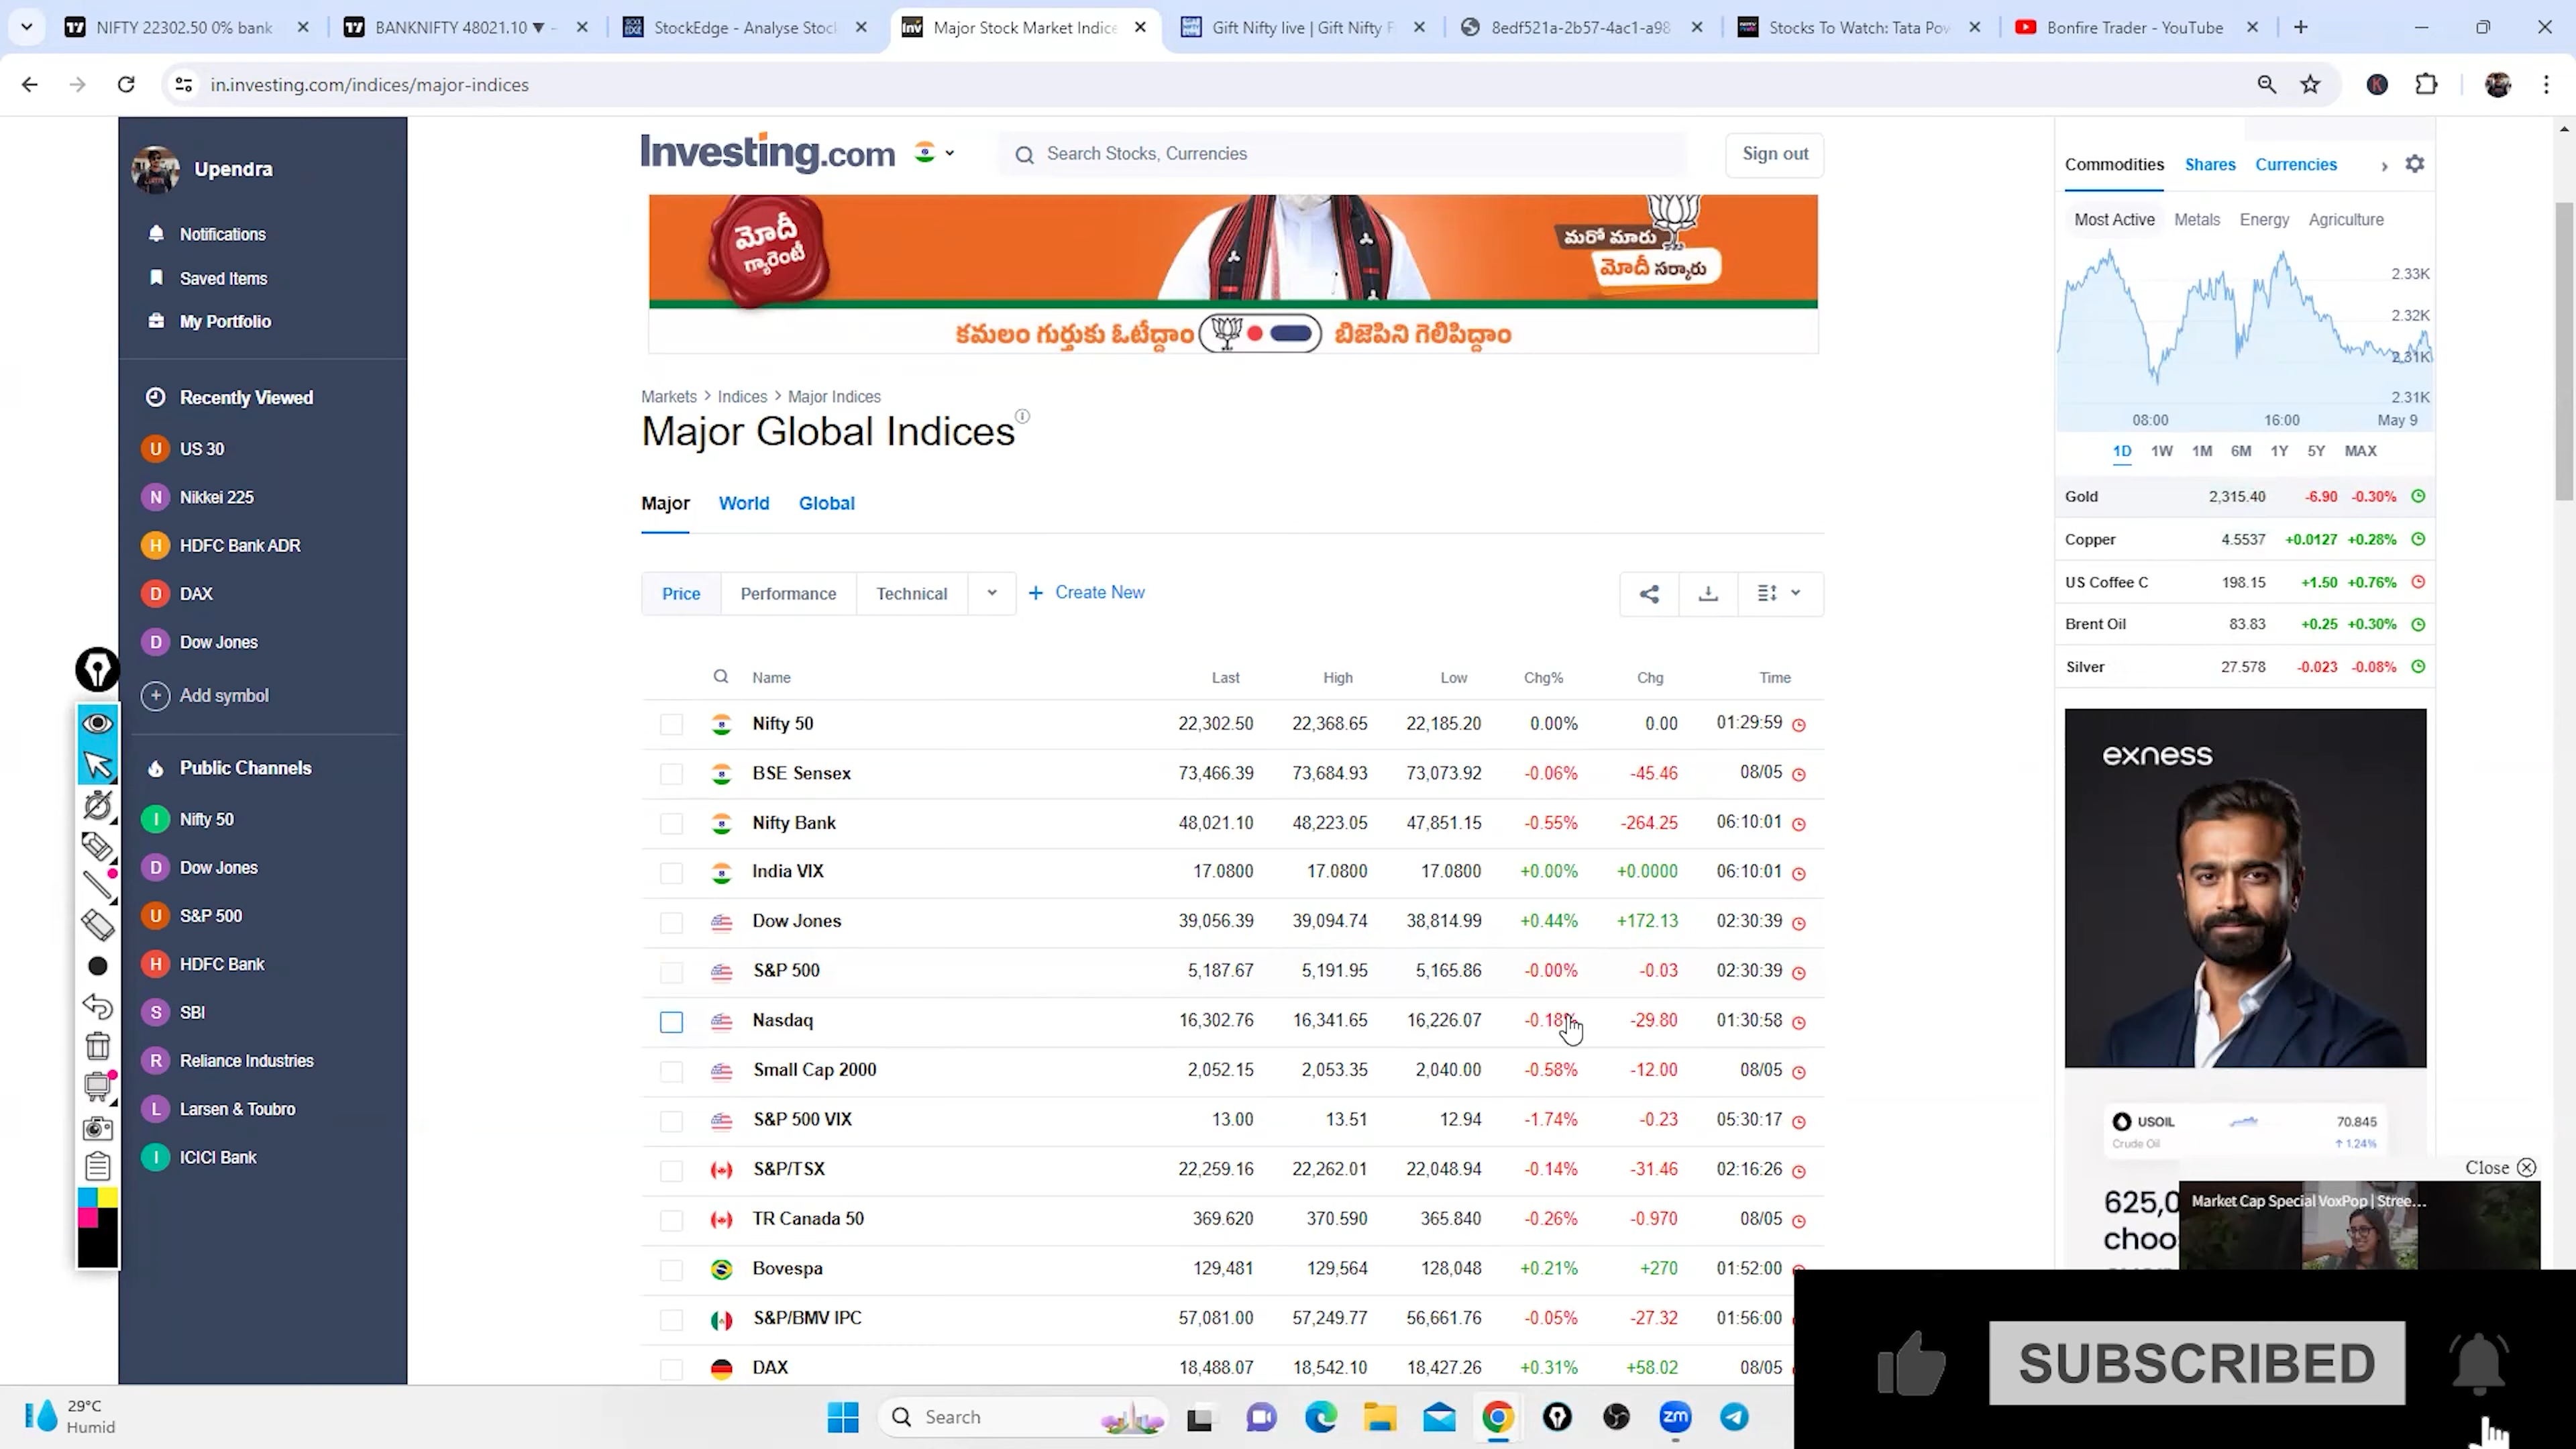 NIFTY 22302.50 0% bank
BANKNIFTY 48021.10 ▼ -
StockEdge - Analyse Stoc
Major Stock Market Indice
Gift Nifty live | Gift Nifty F
8edf521a-2b57-4ac1-a98
Stocks To Watch: Tata Pow
Bonfire Trader - YouTube
in.investing.com/indices/major-indices
Upendra
Notifications
Saved Items
My Portfolio
Recently Viewed
U US 30
N Nikkei 225
H HDFC Bank ADR
D DAX
D Dow Jones
Add symbol
Public Channels
I Nifty 50
D Dow Jones
U S&P 500
H HDFC Bank
S SBI
R Reliance Industries
L Larsen & Toubro
I ICICI Bank
Investing.com
Search Stocks, Currencies
Sign out
మోదీ
గ్యారెంటీ
మరో మారు
మోదీ సర్కారు
కమలం గుర్తుకు ఓటేద్దాం బిజెపిని గెలిపిద్దాం
Markets > Indices > Major Indices
Major Global Indices
Major World Global
Price Performance Technical + Create New
Name Last High Low Chg% Chg Time
Nifty 50 22,302.50 22,368.65 22,185.20 0.00% 0.00 01:29:59
BSE Sensex 73,466.39 73,684.93 73,073.92 -0.06% -45.46 08/05
Nifty Bank 48,021.10 48,223.05 47,851.15 -0.55% -264.25 06:10:01
India VIX 17.0800 17.0800 17.0800 +0.00% +0.0000 06:10:01
Dow Jones 39,056.39 39,094.74 38,814.99 +0.44% +172.13 02:30:39
S&P 500 5,187.67 5,191.95 5,165.86 -0.00% -0.03 02:30:39
Nasdaq 16,302.76 16,341.65 16,226.07 -0.18% -29.80 01:30:58
Small Cap 2000 2,052.15 2,053.35 2,040.00 -0.58% -12.00 08/05
S&P 500 VIX 13.00 13.51 12.94 -1.74% -0.23 05:30:17
S&P/TSX 22,259.16 22,262.01 22,048.94 -0.14% -31.46 02:16:26
TR Canada 50 369.620 370.590 365.840 -0.26% -0.970 08/05
Bovespa 129,481 129,564 128,048 +0.21% +270 01:52:00
S&P/BMV IPC 57,081.00 57,249.77 56,661.76 -0.05% -27.32 01:56:00
DAX 18,488.07 18,542.10 18,427.26 +0.31% +58.02 08/05
Commodities Shares Currencies
Most Active Metals Energy Agriculture
2.33K
2.32K
2.31K
2.31K
08:00 16:00 May 9
1D 1W 1M 6M 1Y 5Y MAX
Gold 2,315.40 -6.90 -0.30%
Copper 4.5537 +0.0127 +0.28%
US Coffee C 198.15 +1.50 +0.76%
Brent Oil 83.83 +0.25 +0.30%
Silver 27.578 -0.023 -0.08%
exness
USOIL 70.845
Crude Oil ↑ 1.24%
Close
625,0
choo
Market Cap Special VoxPop | Stree...
SUBSCRIBED
29°C
Humid
Search
zm